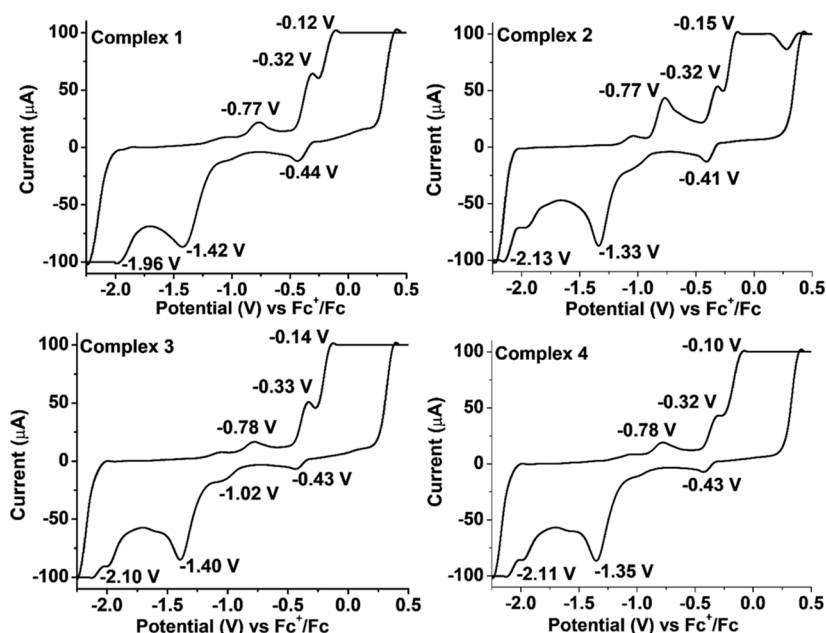 Complex 1
-0.12 V
-0.32 V
-0.77 V
-0.44 V
-1.42 V
-1.96 V
100
50
0
-50
-100
Current (µA)
-2.0 -1.5 -1.0 -0.5 0.0 0.5
Potential (V) vs Fc⁺/Fc
Complex 2
-0.15 V
-0.32 V
-0.77 V
-0.41 V
-1.33 V
-2.13 V
100
50
0
-50
-100
Current (µA)
-2.0 -1.5 -1.0 -0.5 0.0 0.5
Potential (V) vs Fc⁺/Fc
Complex 3
-0.14 V
-0.33 V
-0.78 V
-0.43 V
-1.02 V
-1.40 V
-2.10 V
100
50
0
-50
-100
Current (µA)
-2.0 -1.5 -1.0 -0.5 0.0 0.5
Potential (V) vs Fc⁺/Fc
Complex 4
-0.10 V
-0.32 V
-0.78 V
-0.43 V
-1.35 V
-2.11 V
100
50
0
-50
-100
Current (µA)
-2.0 -1.5 -1.0 -0.5 0.0 0.5
Potential (V) vs Fc⁺/Fc